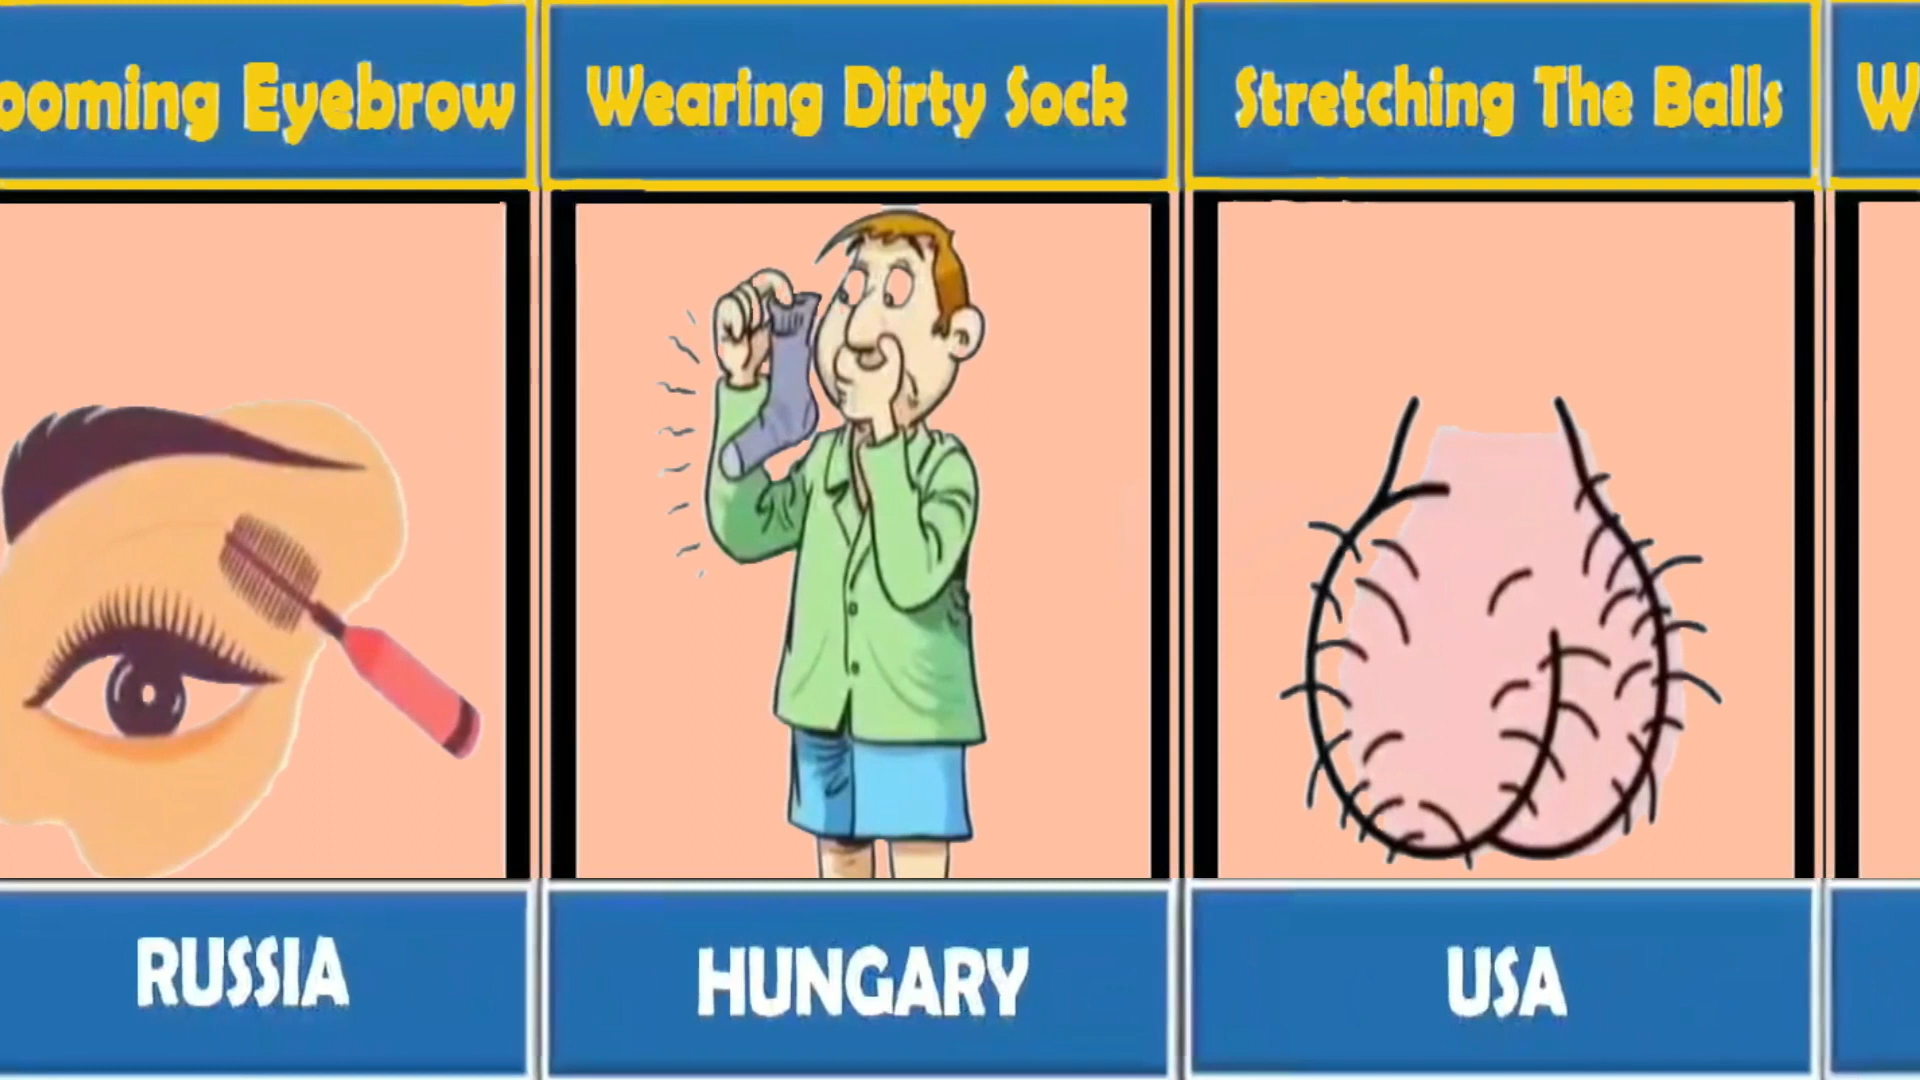 ooming Eyebrow
Wearing Dirty Sock
Stretching The Balls
W
RUSSIA
HUNGARY
USA